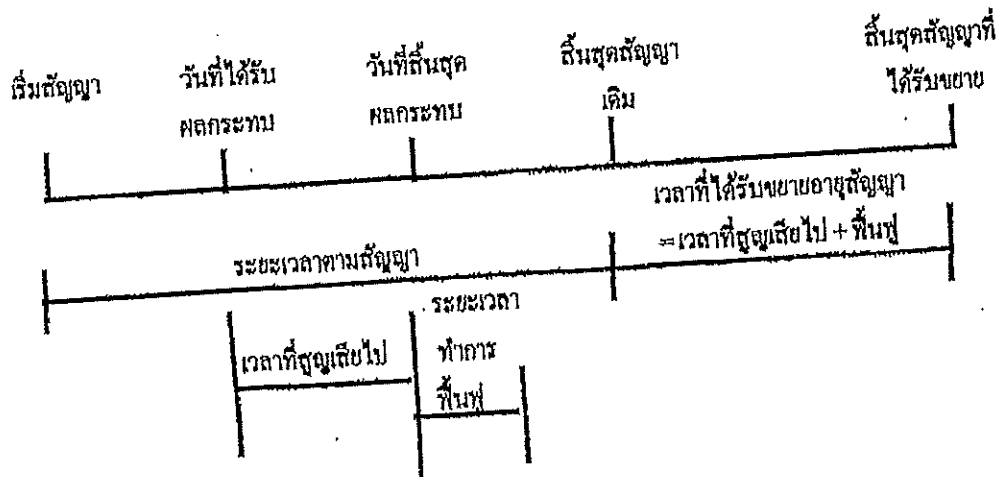 เริ่มสัญญา
วันที่ได้รับ
ผลกระทบ
วันที่สิ้นสุด
ผลกระทบ
สิ้นสุดสัญญา
เดิม
สิ้นสุดสัญญาที่
ได้รับขยาย
เวลาที่ได้รับขยายอายุสัญญา
=เวลาที่สูญเสียไป+ฟื้นฟู
ระยะเวลาตามสัญญา
เวลาที่สูญเสียไป
ระยะเวลา
ทำการ
ฟื้นฟู